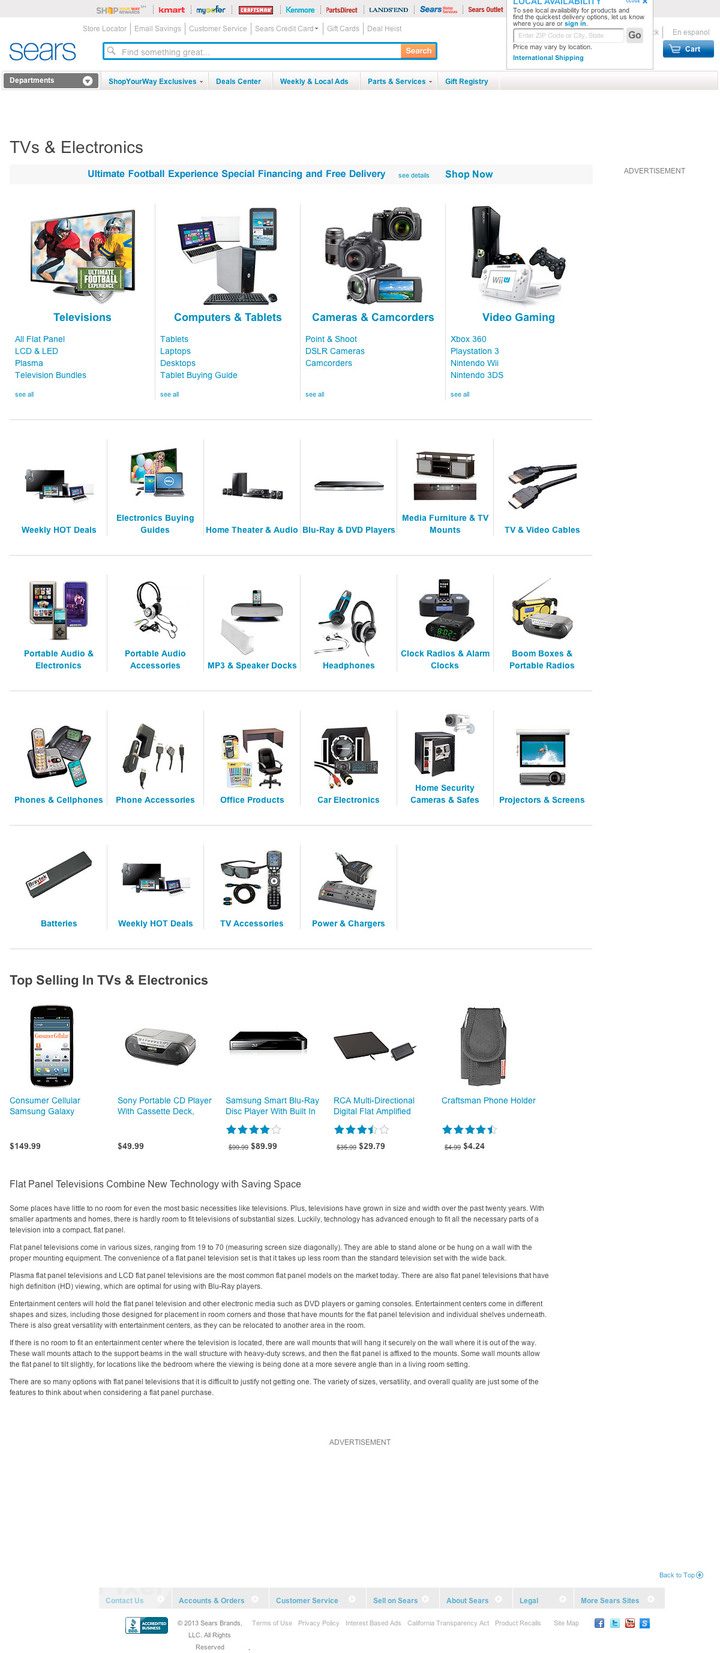 SHOP YOUR WAY
kmart
mygofer
CRAFTSMAN
Kenmore
PartsDirect
LANDS'END
Sears
Sears Outlet
LOCAL AVAILABILITY
To see local availability for products and
find the quickest delivery options, let us know
where you are or sign in.
Enter ZIP Code or City, State
Go
Price may vary by location.
International Shipping
Store Locator
Email Savings
Customer Service
Sears Credit Card
Gift Cards
Deal Heist
En espanol
sears
Find something great...
Search
Cart
Departments
ShopYourWay Exclusives
Deals Center
Weekly & Local Ads
Parts & Services
Gift Registry
TVs & Electronics
Ultimate Football Experience Special Financing and Free Delivery see details Shop Now
ADVERTISEMENT
ULTIMATE
FOOTBALL
EXPERIENCE
Wii U
Televisions
All Flat Panel
LCD & LED
Plasma
Television Bundles
see all
Computers & Tablets
Tablets
Laptops
Desktops
Tablet Buying Guide
see all
Cameras & Camcorders
Point & Shoot
DSLR Cameras
Camcorders
see all
Video Gaming
Xbox 360
Playstation 3
Nintendo Wii
Nintendo 3DS
see all
Weekly HOT Deals
Electronics Buying
Guides
Home Theater & Audio
Blu-Ray & DVD Players
Media Furniture & TV
Mounts
TV & Video Cables
Portable Audio &
Electronics
Portable Audio
Accessories
MP3 & Speaker Docks
Headphones
Clock Radios & Alarm
Clocks
Boom Boxes &
Portable Radios
Phones & Cellphones
Phone Accessories
Office Products
Car Electronics
Home Security
Cameras & Safes
Projectors & Screens
Batteries
Weekly HOT Deals
TV Accessories
Power & Chargers
Top Selling In TVs & Electronics
Consumer Cellular
Samsung Galaxy
$149.99
Sony Portable CD Player
With Cassette Deck,
$49.99
Samsung Smart Blu-Ray
Disc Player With Built In
$99.99 $89.99
RCA Multi-Directional
Digital Flat Amplified
$35.99 $29.79
Craftsman Phone Holder
$4.99 $4.24
Flat Panel Televisions Combine New Technology with Saving Space
Some places have little to no room for even the most basic necessities like televisions. Plus, televisions have grown in size and width over the past twenty years. With
smaller apartments and homes, there is hardly room to fit televisions of substantial sizes. Luckily, technology has advanced enough to fit all the necessary parts of a
television into a compact, flat panel.
Flat panel televisions come in various sizes, ranging from 19 to 70 (measuring screen size diagonally). They are able to stand alone or be hung on a wall with the
proper mounting equipment. The convenience of a flat panel television set is that it takes up less room than the standard television set with the wide back.
Plasma flat panel televisions and LCD flat panel televisions are the most common flat panel models on the market today. There are also flat panel televisions that have
high definition (HD) viewing, which are optimal for using with Blu-Ray players.
Entertainment centers will hold the flat panel television and other electronic media such as DVD players or gaming consoles. Entertainment centers come in different
shapes and sizes, including those designed for placement in room corners and those that have mounts for the flat panel television and individual shelves underneath.
There is also great versatility with entertainment centers, as they can be relocated to another area in the room.
If there is no room to fit an entertainment center where the television is located, there are wall mounts that will hang it securely on the wall where it is out of the way.
These wall mounts attach to the support beams in the wall structure with heavy-duty screws, and then the flat panel is affixed to the mounts. Some wall mounts allow
the flat panel to tilt slightly, for locations like the bedroom where the viewing is being done at a more severe angle than in a living room setting.
There are so many options with flat panel televisions that it is difficult to justify not getting one. The variety of sizes, versatility, and overall quality are just some of the
features to think about when considering a flat panel purchase.
ADVERTISEMENT
Back to Top
Contact Us
Accounts & Orders
Customer Service
Sell on Sears
About Sears
Legal
More Sears Sites
BBB ACCREDITED
BUSINESS
© 2013 Sears Brands,
LLC. All Rights
Reserved
Terms of Use
Privacy Policy
Interest Based Ads
California Transparency Act
Product Recalls
Site Map